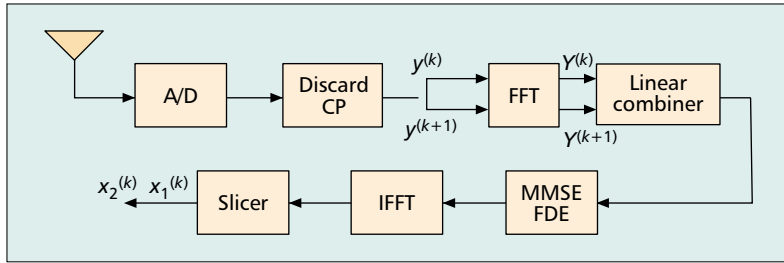 A/D
Discard
CP
y(k)
y(k+1)
FFT
Y(k)
Y(k+1)
Linear
combiner
x2(k) x1(k)
Slicer
IFFT
MMSE
FDE